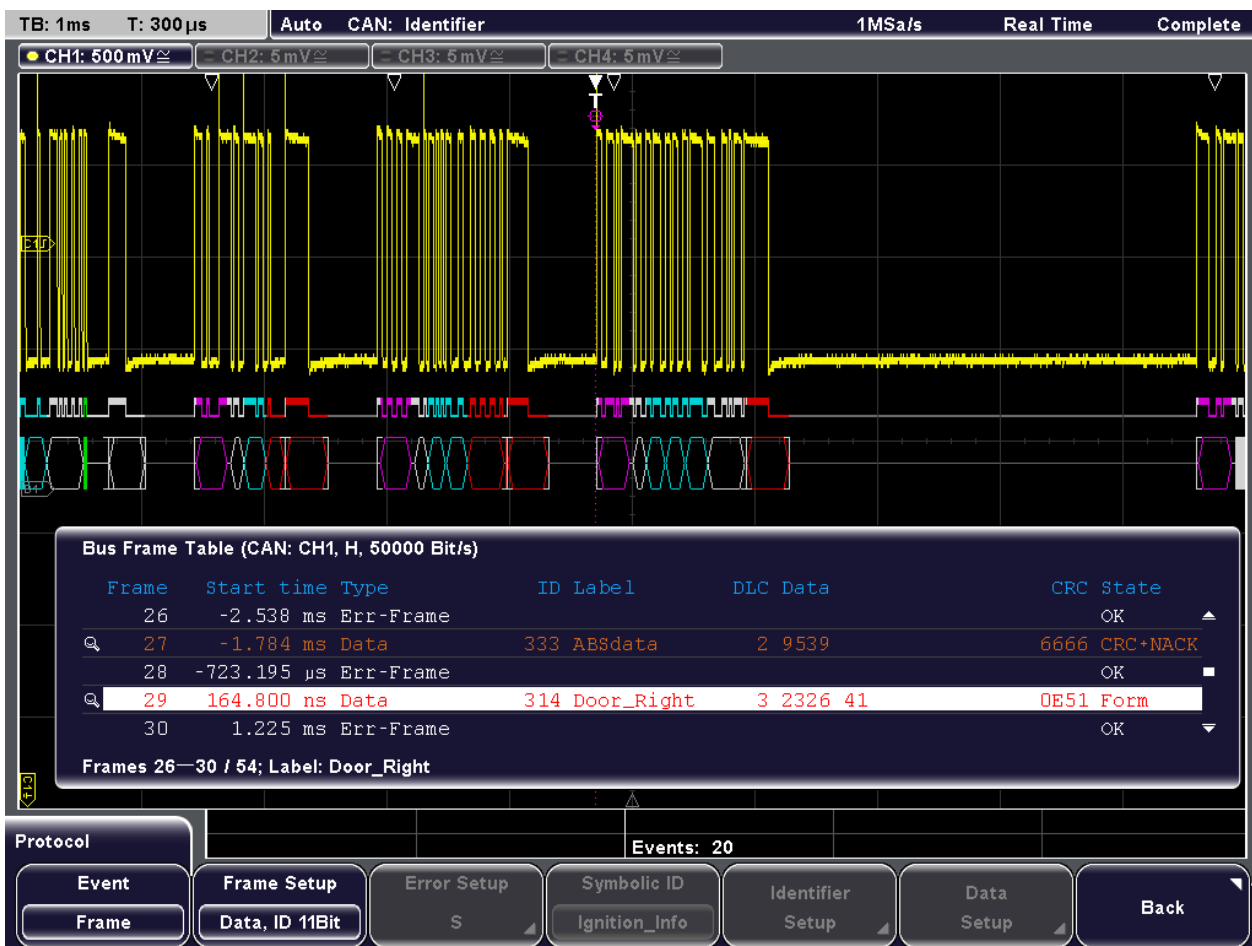 TB: 1ms T: 300 µs Auto CAN: Identifier 1MSa/s Real Time Complete
CH1: 500 mV≅ CH2: 5 mV≅ CH3: 5 mV≅ CH4: 5 mV≅
T
C1
B1
Bus Frame Table (CAN: CH1, H, 50000 Bit/s)
Frame Start time Type ID Label DLC Data CRC State
26 -2.538 ms Err-Frame OK
27 -1.784 ms Data 333 ABSdata 2 9539 6666 CRC+NACK
28 -723.195 µs Err-Frame OK
29 164.800 ns Data 314 Door_Right 3 2326 41 0E51 Form
30 1.225 ms Err-Frame OK
Frames 26—30 / 54; Label: Door_Right
C1
Protocol
Events: 20
Event Frame Setup Error Setup Symbolic ID Identifier Setup Data Setup Back
Frame Data, ID 11Bit S Ignition_Info